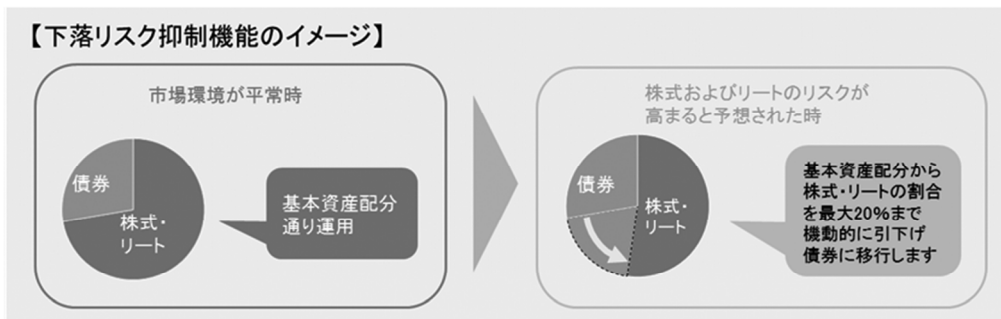 【下落リスク抑制機能のイメージ】
市場環境が平常時
債券
株式・
リート
基本資産配分
通り運用
株式およびリートのリスクが
高まると予想された時
債券
株式・
リート
基本資産配分から
株式・リートの割合
を最大20%まで
機動的に引下げ
債券に移行します